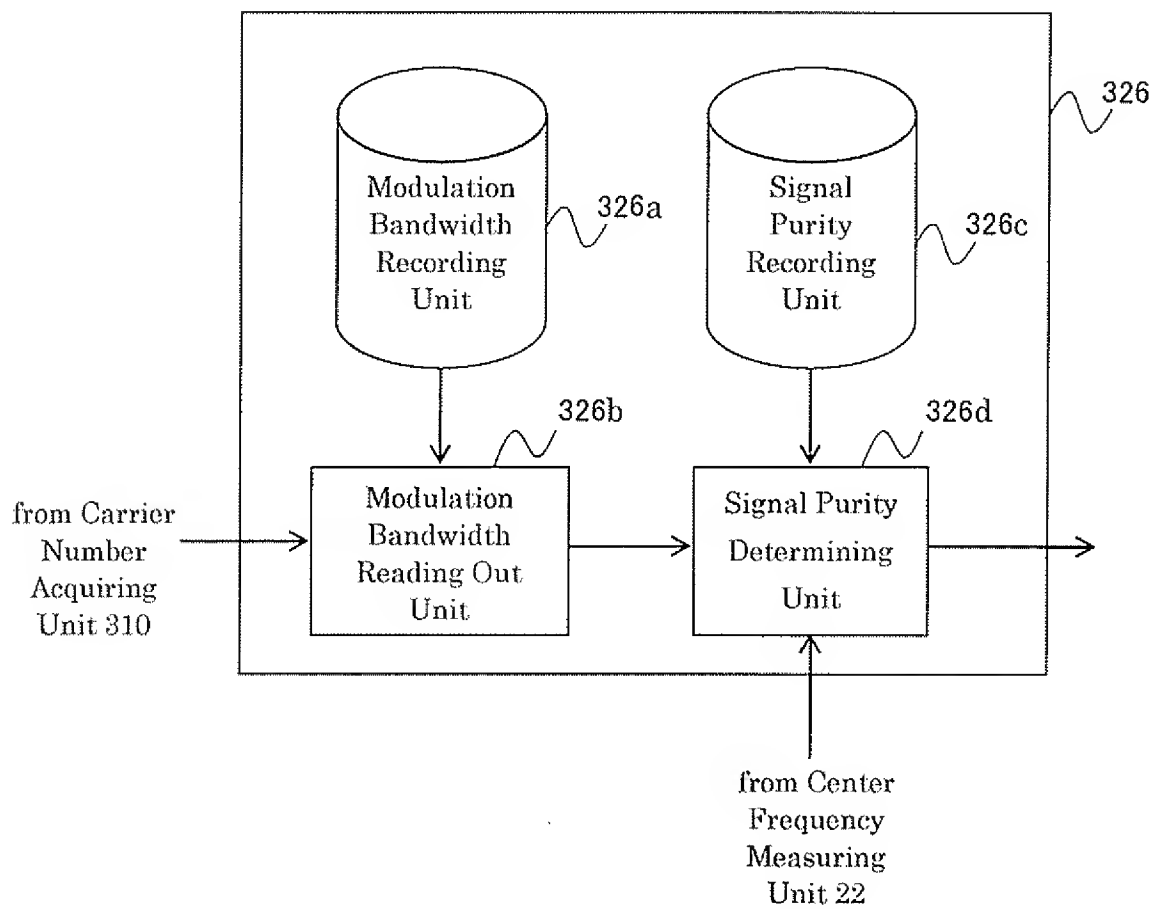 326
Modulation
Bandwidth
Recording
Unit
326a
Signal
Purity
Recording
Unit
326c
326b
326d
from Carrier
Number
Acquiring
Unit 310
Modulation
Bandwidth
Reading Out
Unit
Signal Purity
Determining
Unit
from Center
Frequency
Measuring
Unit 22